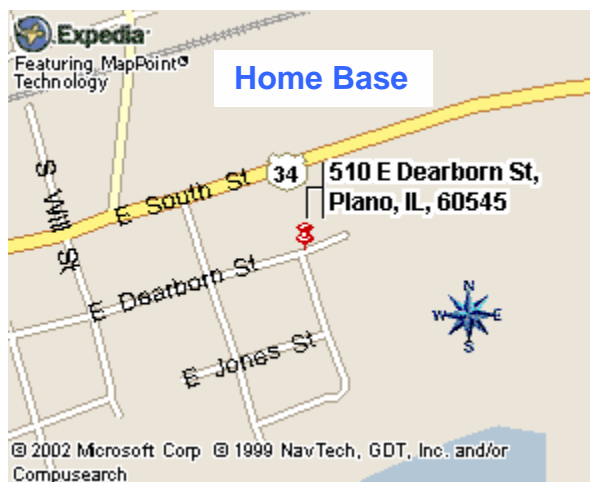 Expedia
Featuring MapPoint®
Technology
Home Base
34
510 E Dearborn St,
Plano, IL, 60545
S Will St
E South St
E Dearborn St
E Jones St
N
W E
S
© 2002 Microsoft Corp © 1999 NavTech, GDT, Inc. and/or
Compusearch